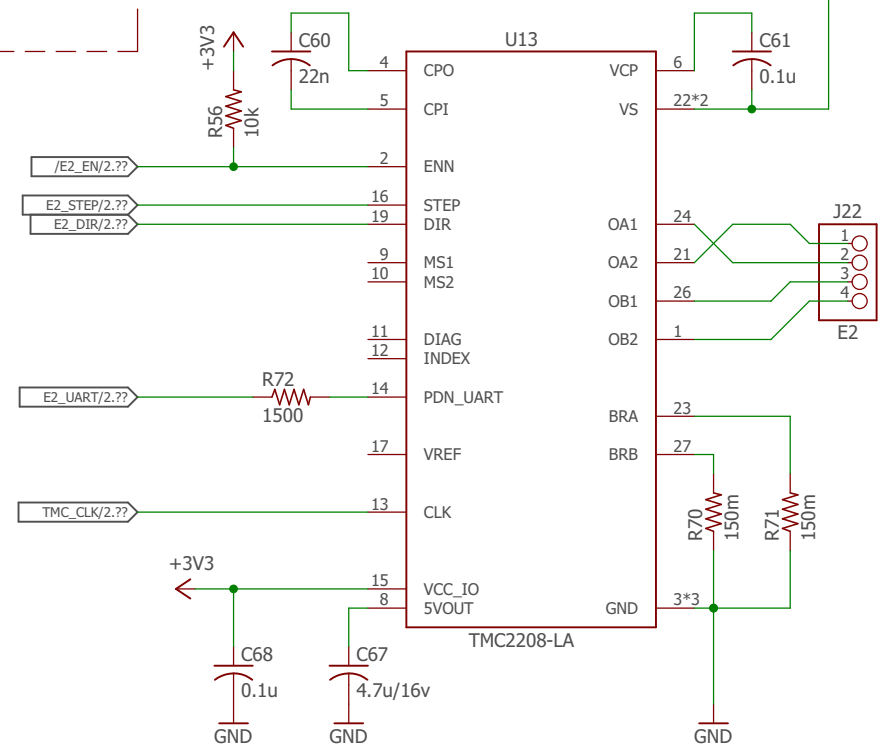 +3V3
C60
22n
R56
10k
U13
C61
0.1u
4
CPO
VCP
6
5
CPI
VS
22*2
/E2_EN/2.??
2
ENN
E2_STEP/2.??
16
STEP
E2_DIR/2.??
19
DIR
OA1
24
J22
9
MS1
OA2
21
1
10
MS2
2
OB1
26
3
4
11
DIAG
OB2
1
E2
12
INDEX
E2_UART/2.??
R72
1500
14
PDN_UART
BRA
23
17
VREF
BRB
27
TMC_CLK/2.??
13
CLK
R70
150m
R71
150m
+3V3
15
VCC_IO
8
5VOUT
GND
3*3
TMC2208-LA
C68
0.1u
C67
4.7u/16v
GND
GND
GND